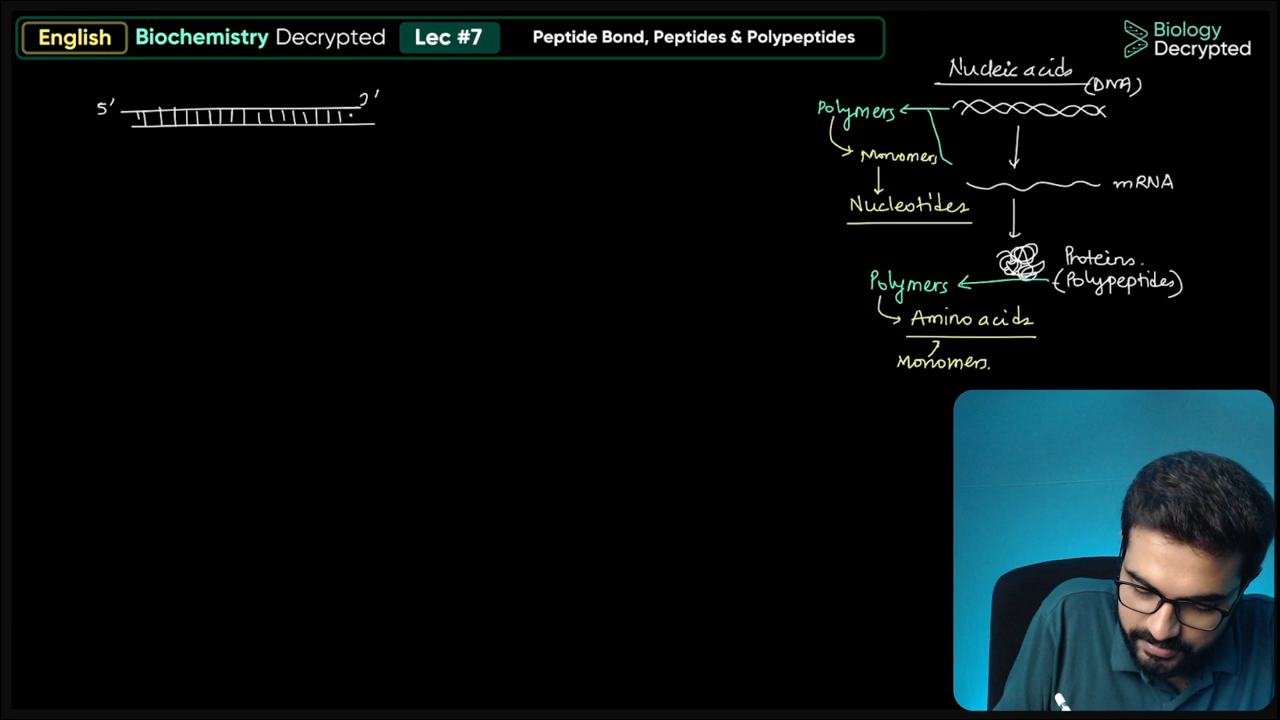 English Biochemistry Decrypted Lec #7 Peptide Bond, Peptides & Polypeptides
Biology
Decrypted
5'
Nucleic acids
(DNA)
Polymers
Monomers
Nucleotides
mRNA
Proteins.
(Polypeptides)
Polymers
Amino acids
Monomers.